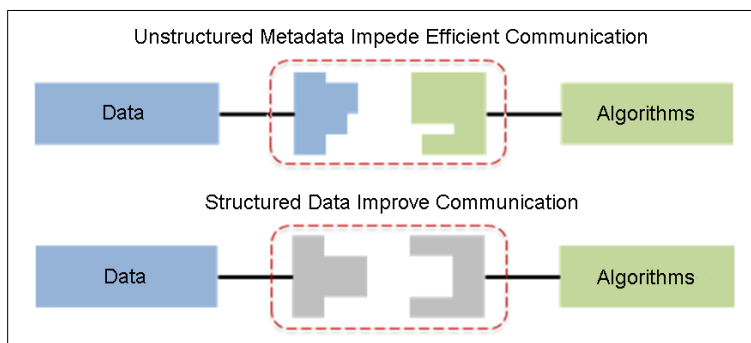 Unstructured Metadata Impede Efficient Communication
Data
Algorithms
Structured Data Improve Communication
Data
Algorithms